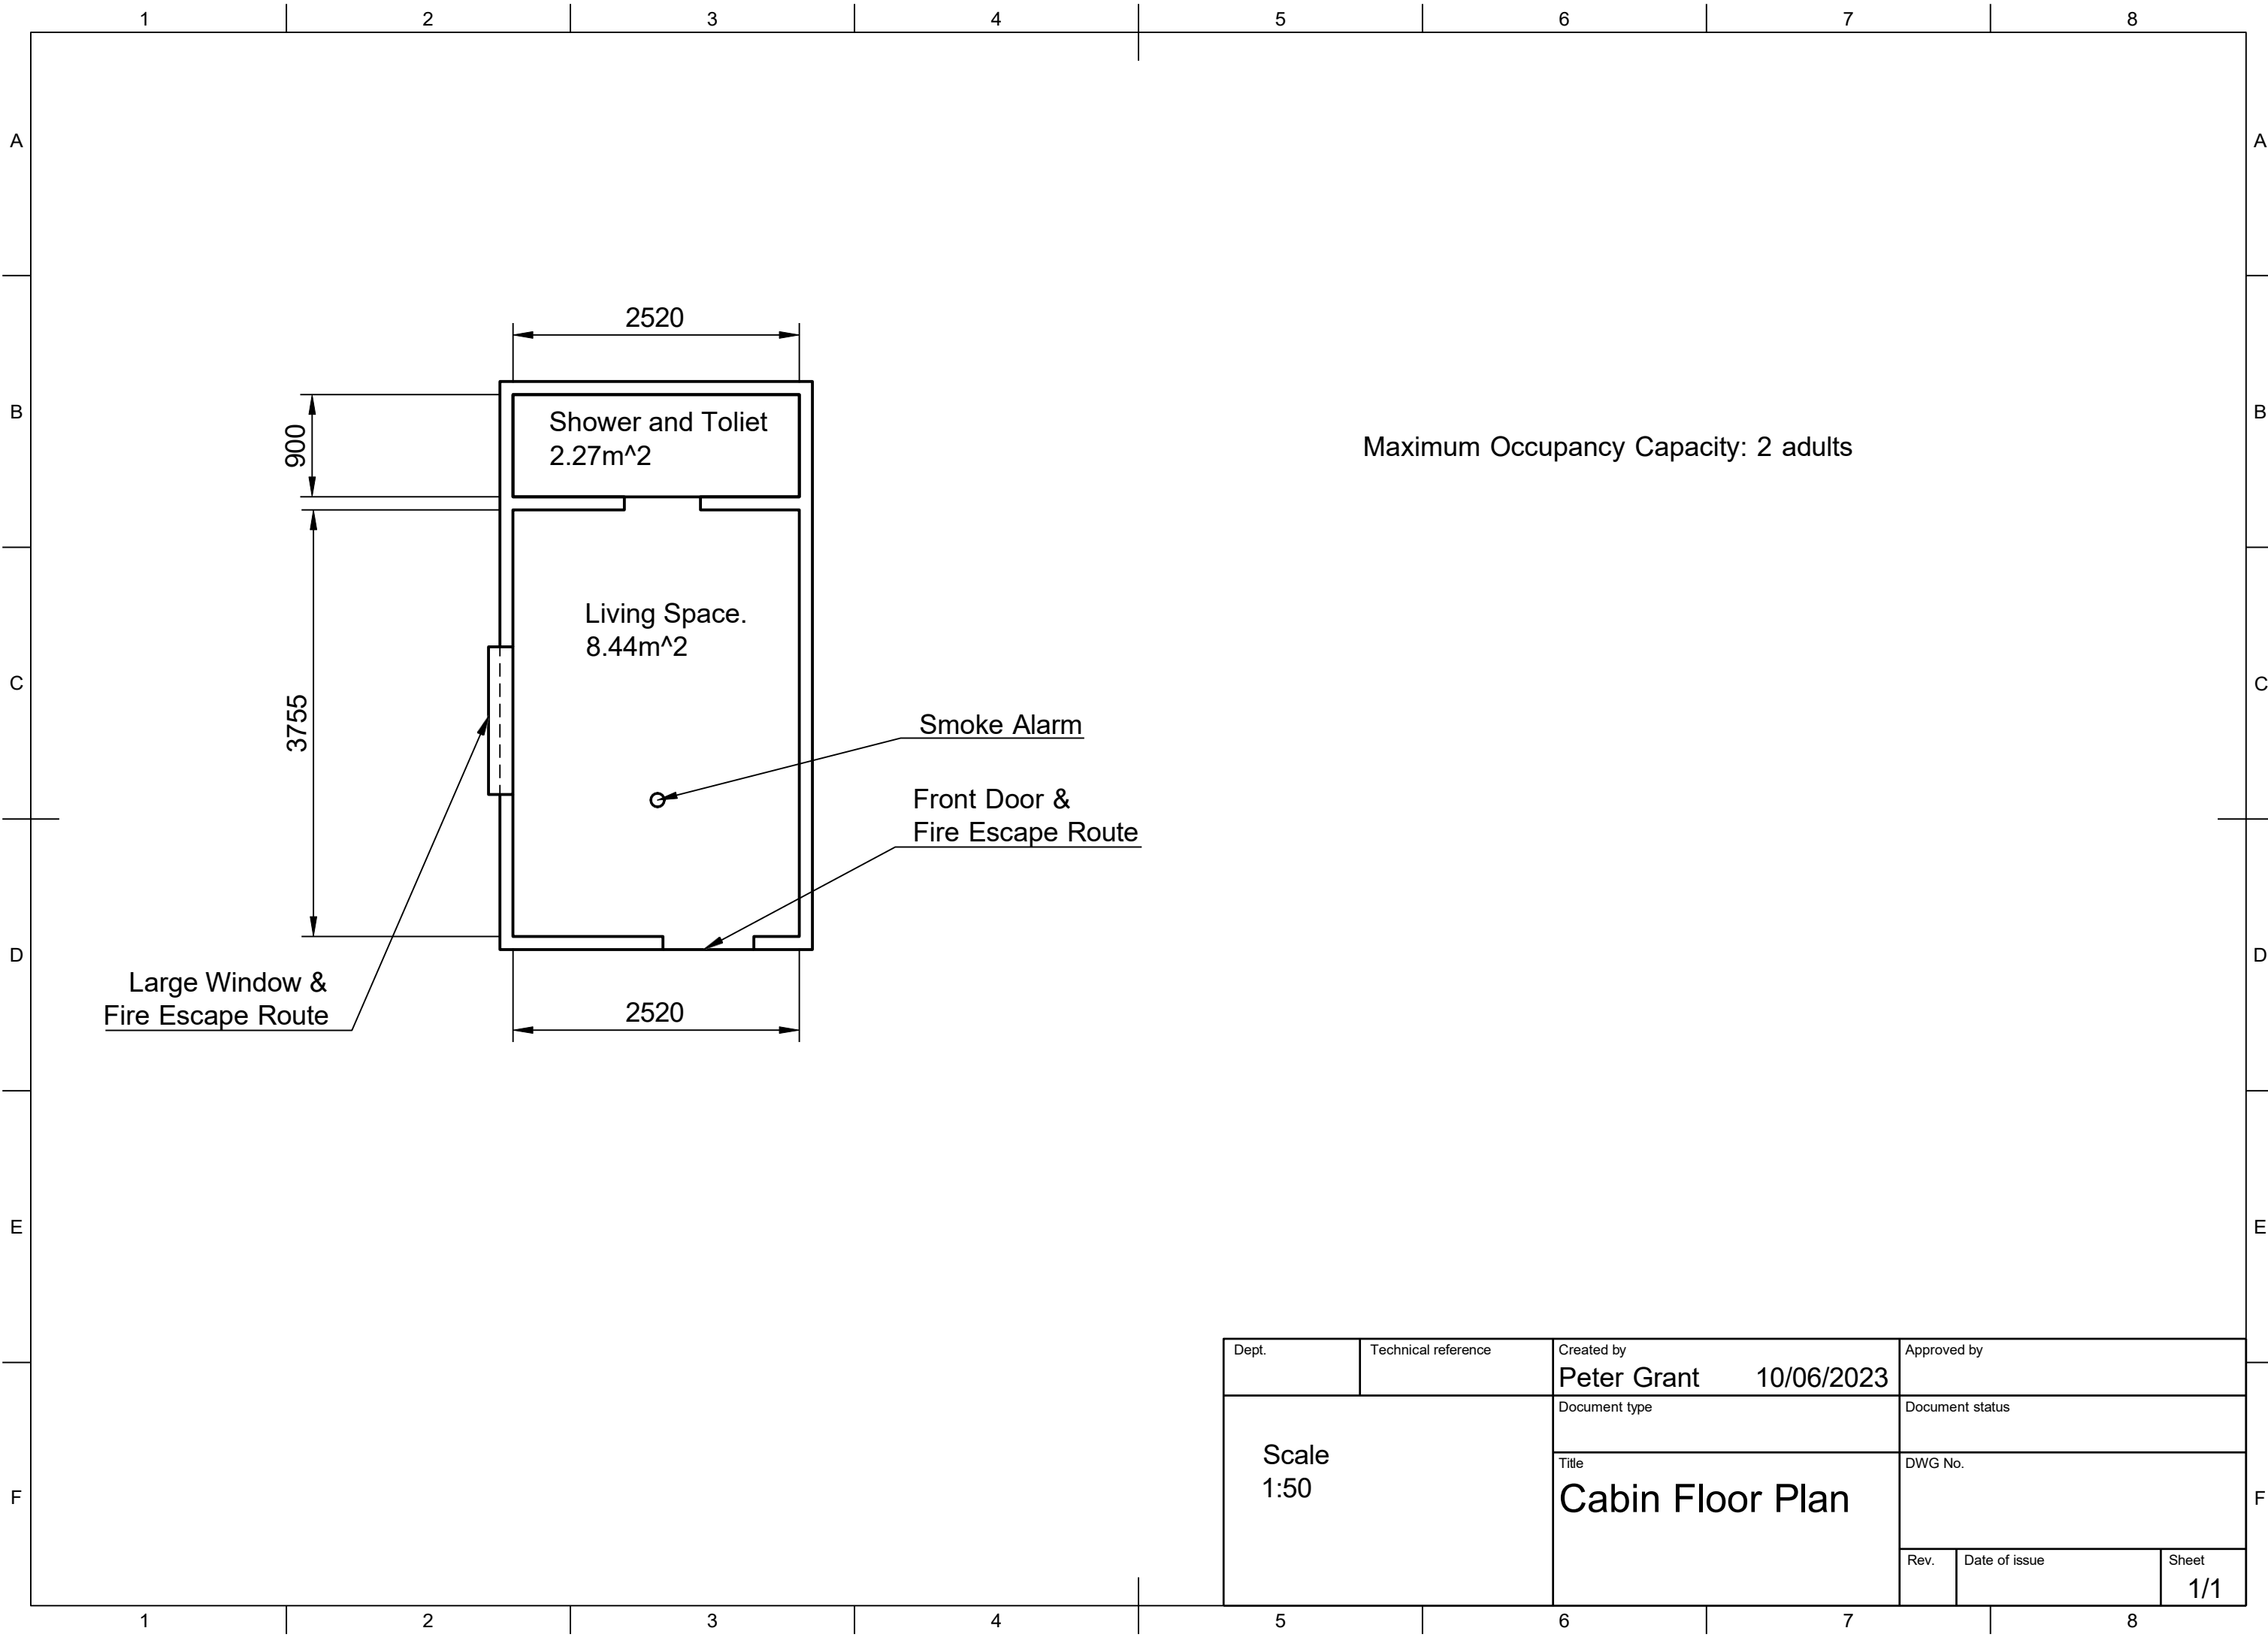 1 2 3 4 5 6 7 8
A A
2520
B Shower and Toliet B
900
2.27m^2
Maximum Occupancy Capacity: 2 adults
Living Space.
8.44m^2
C C
3755
Smoke Alarm
Front Door &
Fire Escape Route
D D
Large Window &
Fire Escape Route
2520
E E
Dept. Technical reference Created by Approved by
Peter Grant 10/06/2023
Document type Document status
Scale
1:50
Title DWG No.
Cabin Floor Plan
F F
Rev. Date of issue Sheet
1/1
1 2 3 4 5 6 7 8